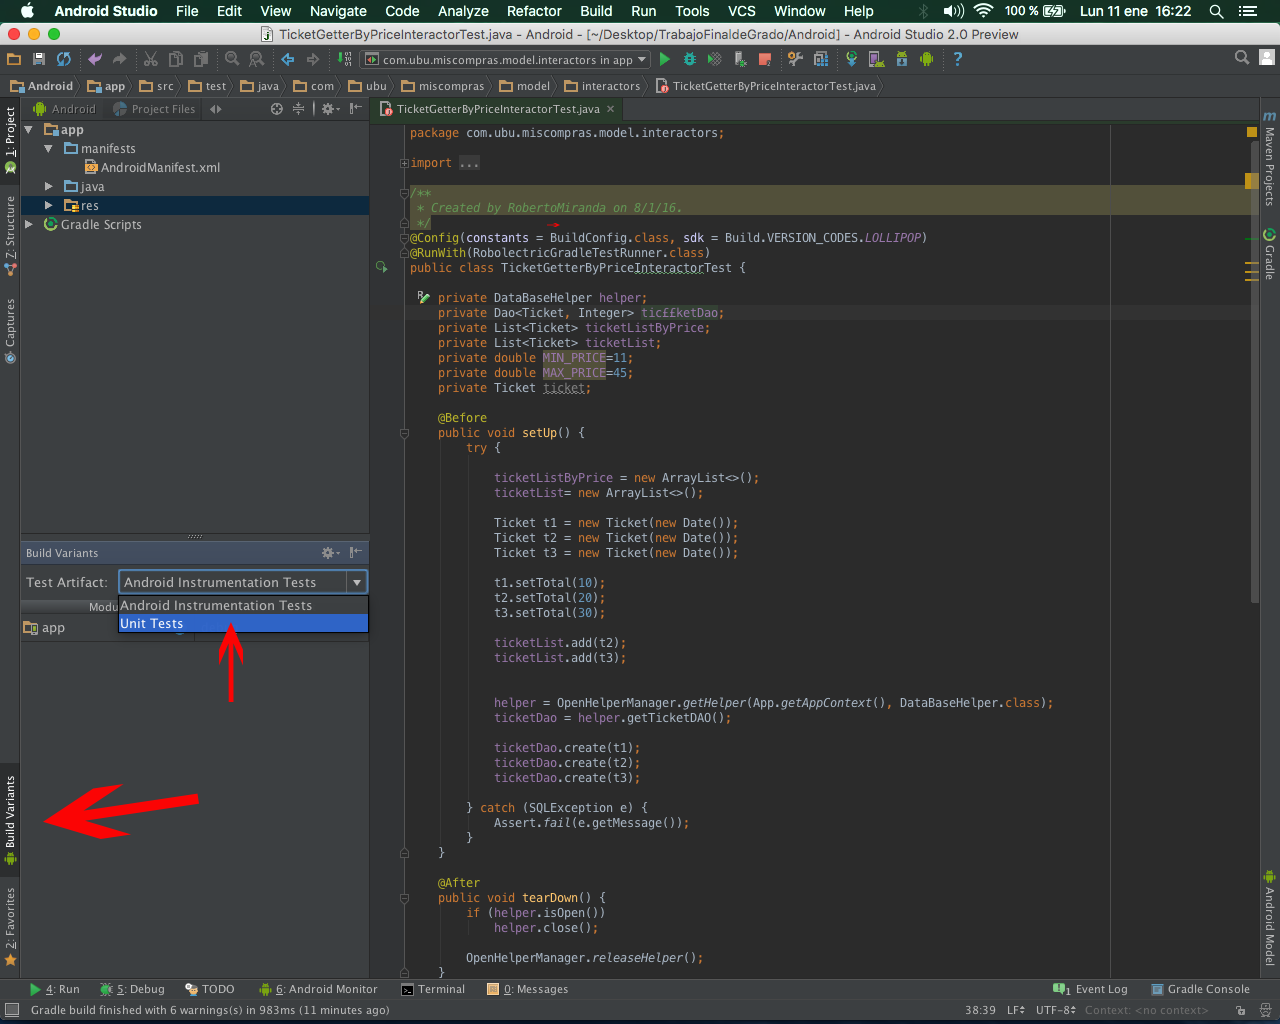 Android Studio File Edit View Navigate Code Analyze Refactor Build Run Tools VCS Window Help 100 % Lun 11 ene 16:22
TicketGetterByPriceInteractorTest.java - Android - [~/Desktop/TrabajoFinaldeGrado/Android] - Android Studio 2.0 Preview
com.ubu.miscompras.model.interactors in app
Android app src test java com ubu miscompras model interactors TicketGetterByPriceInteractorTest.java
Android Project Files
TicketGetterByPriceInteractorTest.java
1: Project
Z: Structure
Captures
Build Variants
2: Favorites
app
manifests
AndroidManifest.xml
java
res
Gradle Scripts
Build Variants
Test Artifact: Android Instrumentation Tests
Modu
Android Instrumentation Tests
Unit Tests
app
package com.ubu.miscompras.model.interactors;
import ...
/**
* Created by RobertoMiranda on 8/1/16.
*/
@Config(constants = BuildConfig.class, sdk = Build.VERSION_CODES.LOLLIPOP)
@RunWith(RobolectricGradleTestRunner.class)
public class TicketGetterByPriceInteractorTest {
private DataBaseHelper helper;
private Dao<Ticket, Integer> tic££ketDao;
private List<Ticket> ticketListByPrice;
private List<Ticket> ticketList;
private double MIN_PRICE=11;
private double MAX_PRICE=45;
private Ticket ticket;
@Before
public void setUp() {
try {
ticketListByPrice = new ArrayList<>();
ticketList= new ArrayList<>();
Ticket t1 = new Ticket(new Date());
Ticket t2 = new Ticket(new Date());
Ticket t3 = new Ticket(new Date());
t1.setTotal(10);
t2.setTotal(20);
t3.setTotal(30);
ticketList.add(t2);
ticketList.add(t3);
helper = OpenHelperManager.getHelper(App.getAppContext(), DataBaseHelper.class);
ticketDao = helper.getTicketDAO();
ticketDao.create(t1);
ticketDao.create(t2);
ticketDao.create(t3);
} catch (SQLException e) {
Assert.fail(e.getMessage());
}
}
@After
public void tearDown() {
if (helper.isOpen())
helper.close();
OpenHelperManager.releaseHelper();
}
Maven Projects
Gradle
Android Model
4: Run 5: Debug TODO 6: Android Monitor Terminal 0: Messages 1 Event Log Gradle Console
Gradle build finished with 6 warnings(s) in 983ms (11 minutes ago) 38:39 LF UTF-8 Context: <no context>